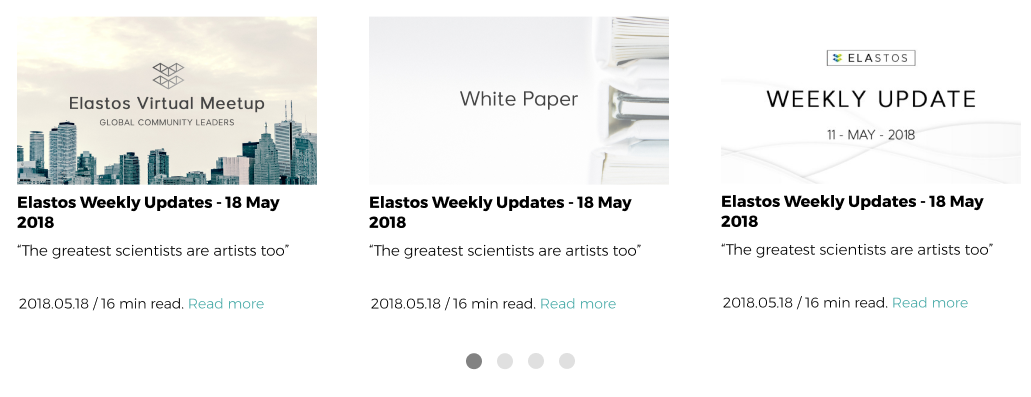 Elastos Virtual Meetup
GLOBAL COMMUNITY LEADERS
Elastos Weekly Updates - 18 May
2018
“The greatest scientists are artists too”
2018.05.18 / 16 min read. Read more
White Paper
Elastos Weekly Updates - 18 May
2018
“The greatest scientists are artists too”
2018.05.18 / 16 min read. Read more
ELASTOS
WEEKLY UPDATE
11 - MAY - 2018
Elastos Weekly Updates - 18 May
2018
“The greatest scientists are artists too”
2018.05.18 / 16 min read. Read more